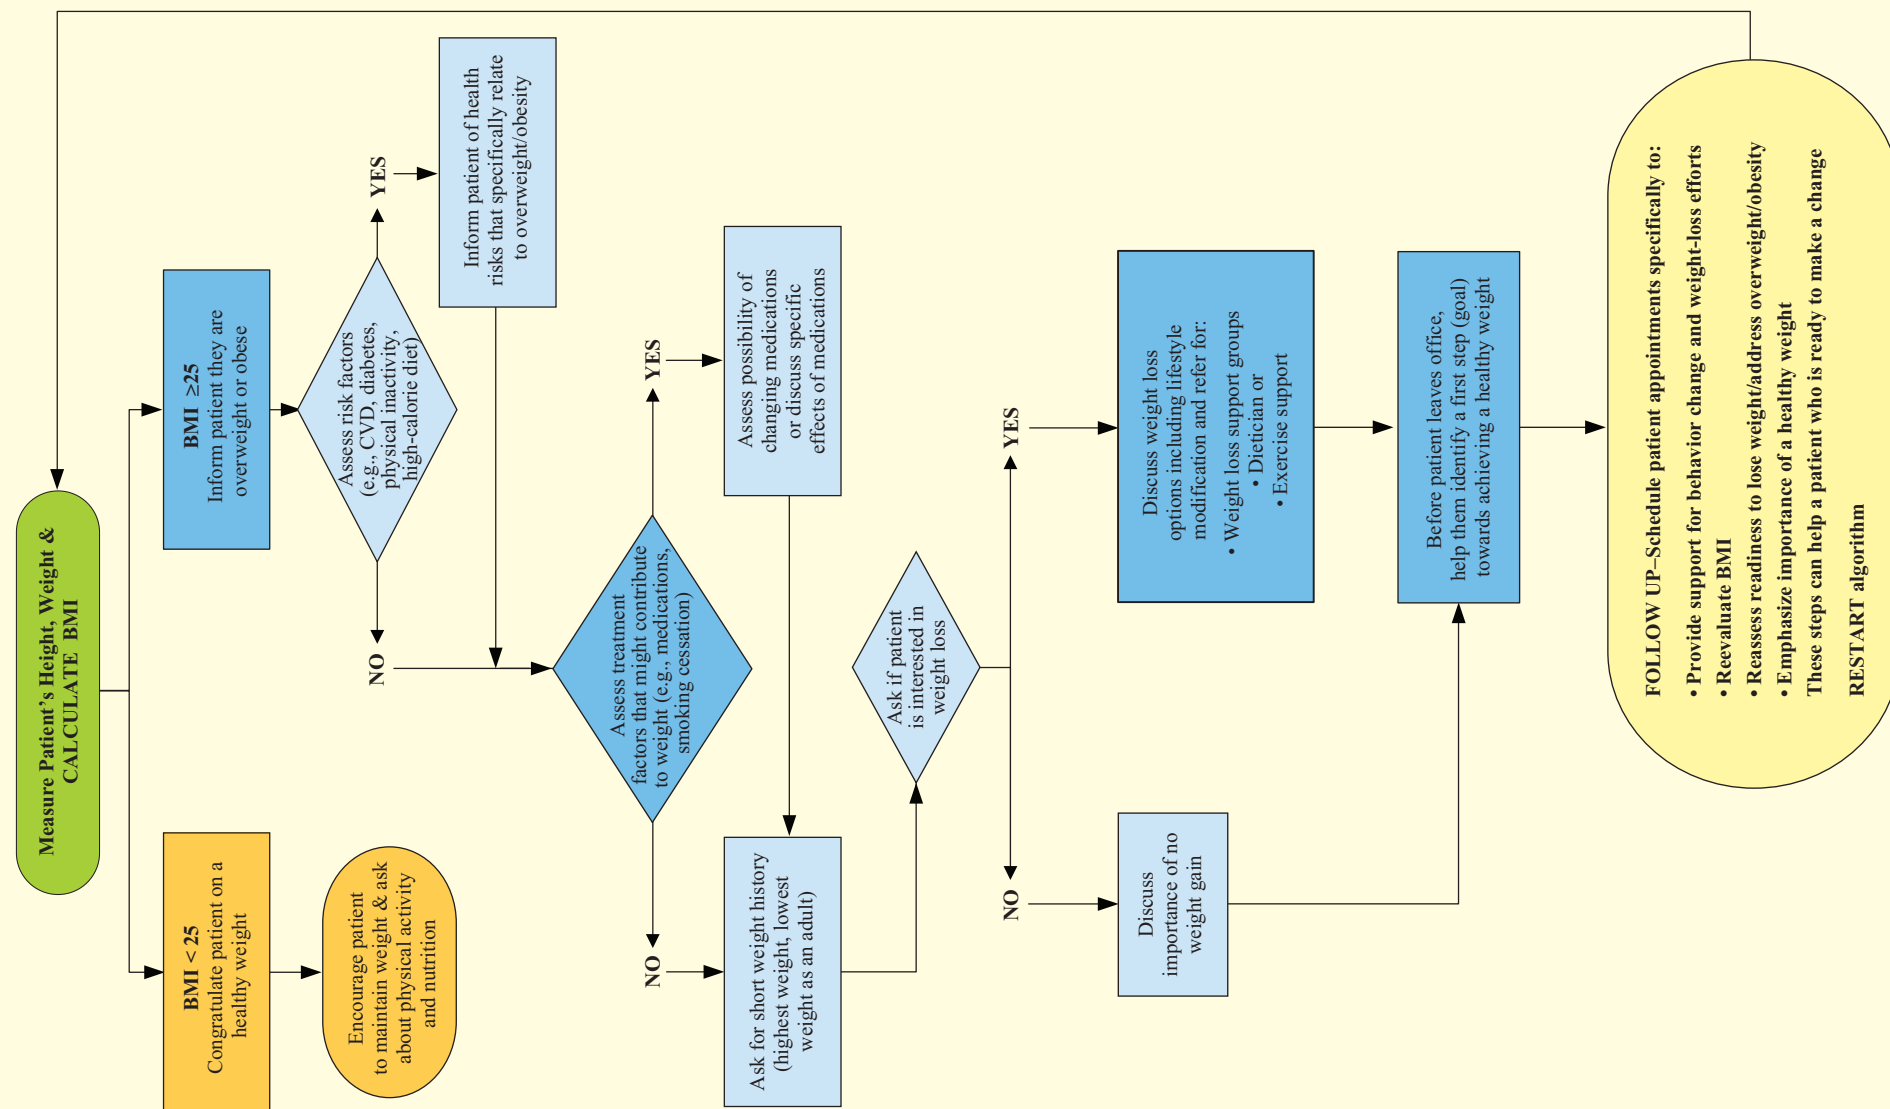 Measure Patient's Height, Weight &
CALCULATE BMI
BMI < 25
Congratulate patient on a
healthy weight
Encourage patient
to maintain weight & ask
about physical activity
and nutrition
BMI ≥25
Inform patient they are
overweight or obese
Assess risk factors
(e.g., CVD, diabetes,
physical inactivity,
high-calorie diet)
YES
Inform patient of health
risks that specifically relate
to overweight/obesity
NO
Assess treatment
factors that might contribute
to weight (e.g., medications,
smoking cessation)
YES
Assess possibility of
changing medications
or discuss specific
effects of medications
NO
Ask for short weight history
(highest weight, lowest
weight as an adult)
Ask if patient
is interested in
weight loss
YES
Discuss weight loss
options including lifestyle
modification and refer for:
• Weight loss support groups
• Dietician or
• Exercise support
NO
Discuss
importance of no
weight gain
Before patient leaves office,
help them identify a first step (goal)
towards achieving a healthy weight
FOLLOW UP–Schedule patient appointments specifically to:
• Provide support for behavior change and weight-loss efforts
• Reevaluate BMI
• Reassess readiness to lose weight/address overweight/obesity
• Emphasize importance of a healthy weight
These steps can help a patient who is ready to make a change
RESTART algorithm